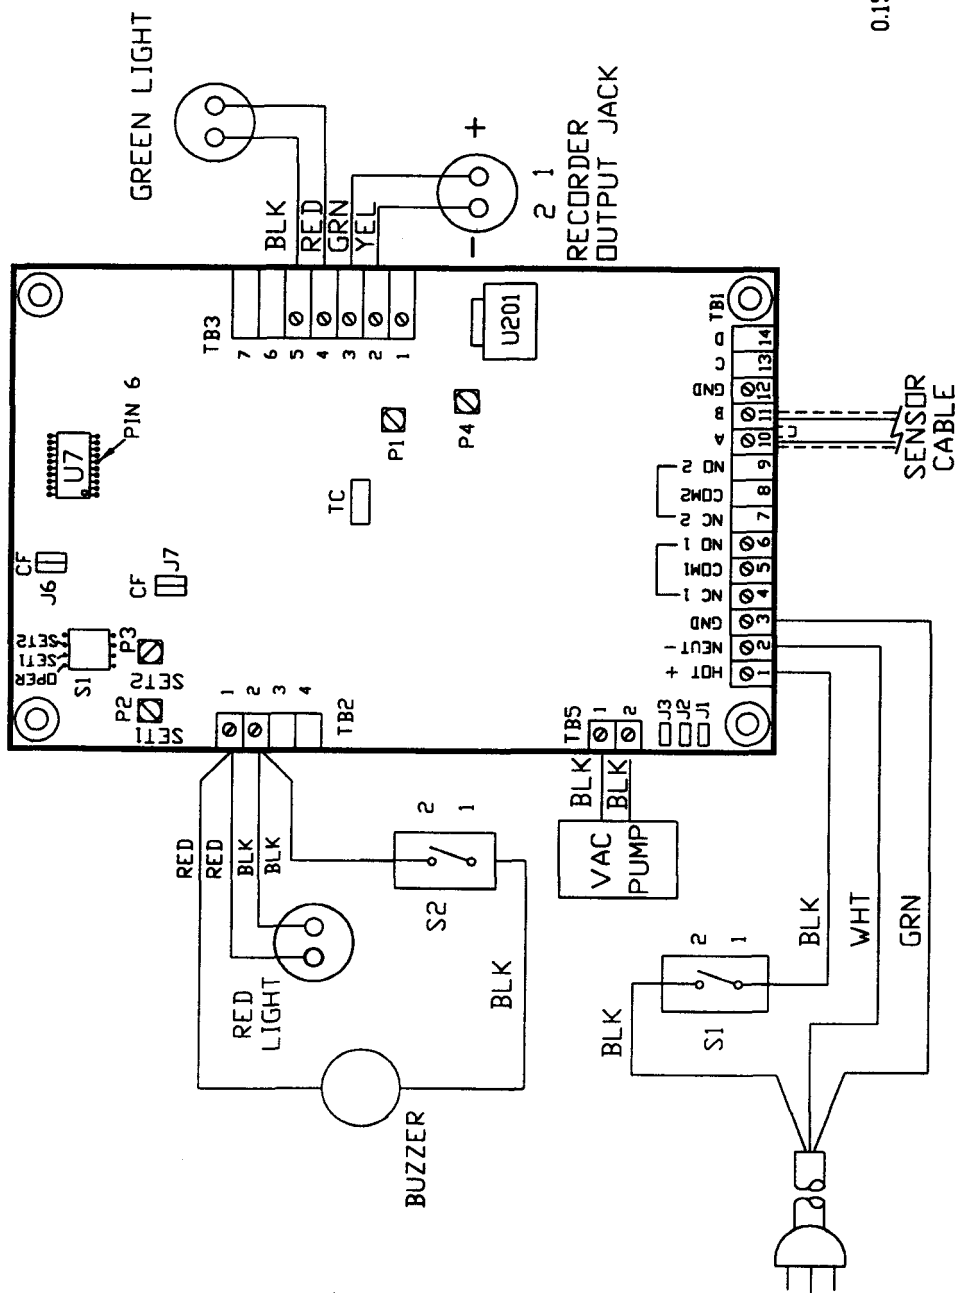 GREEN LIGHT
0.19
BLK
RED
GRN
YEL
- +
2 1
RECORDER
OUTPUT JACK
TB3
7
6
5
4
3
2
1
U201
PIN 6
U7
P1
P4
TC
CF
J6
CF
J7
OPER
SET1
SET2
S1
P3
SET2
P2
SET1
1
2
3
4
TB2
TB5
1
2
J3
J2
J1
TB1
D
C
GND
B
A
NO 2
COM2
NC 2
NO 1
COM1
NC 1
GND
NEUT -
HOT +
14
13
12
11
10
9
8
7
6
5
4
3
2
1
SENSOR
CABLE
RED
RED
BLK
BLK
2
1
S2
RED
LIGHT
BLK
BUZZER
BLK
BLK
VAC
PUMP
2
1
S1
BLK
BLK
WHT
GRN